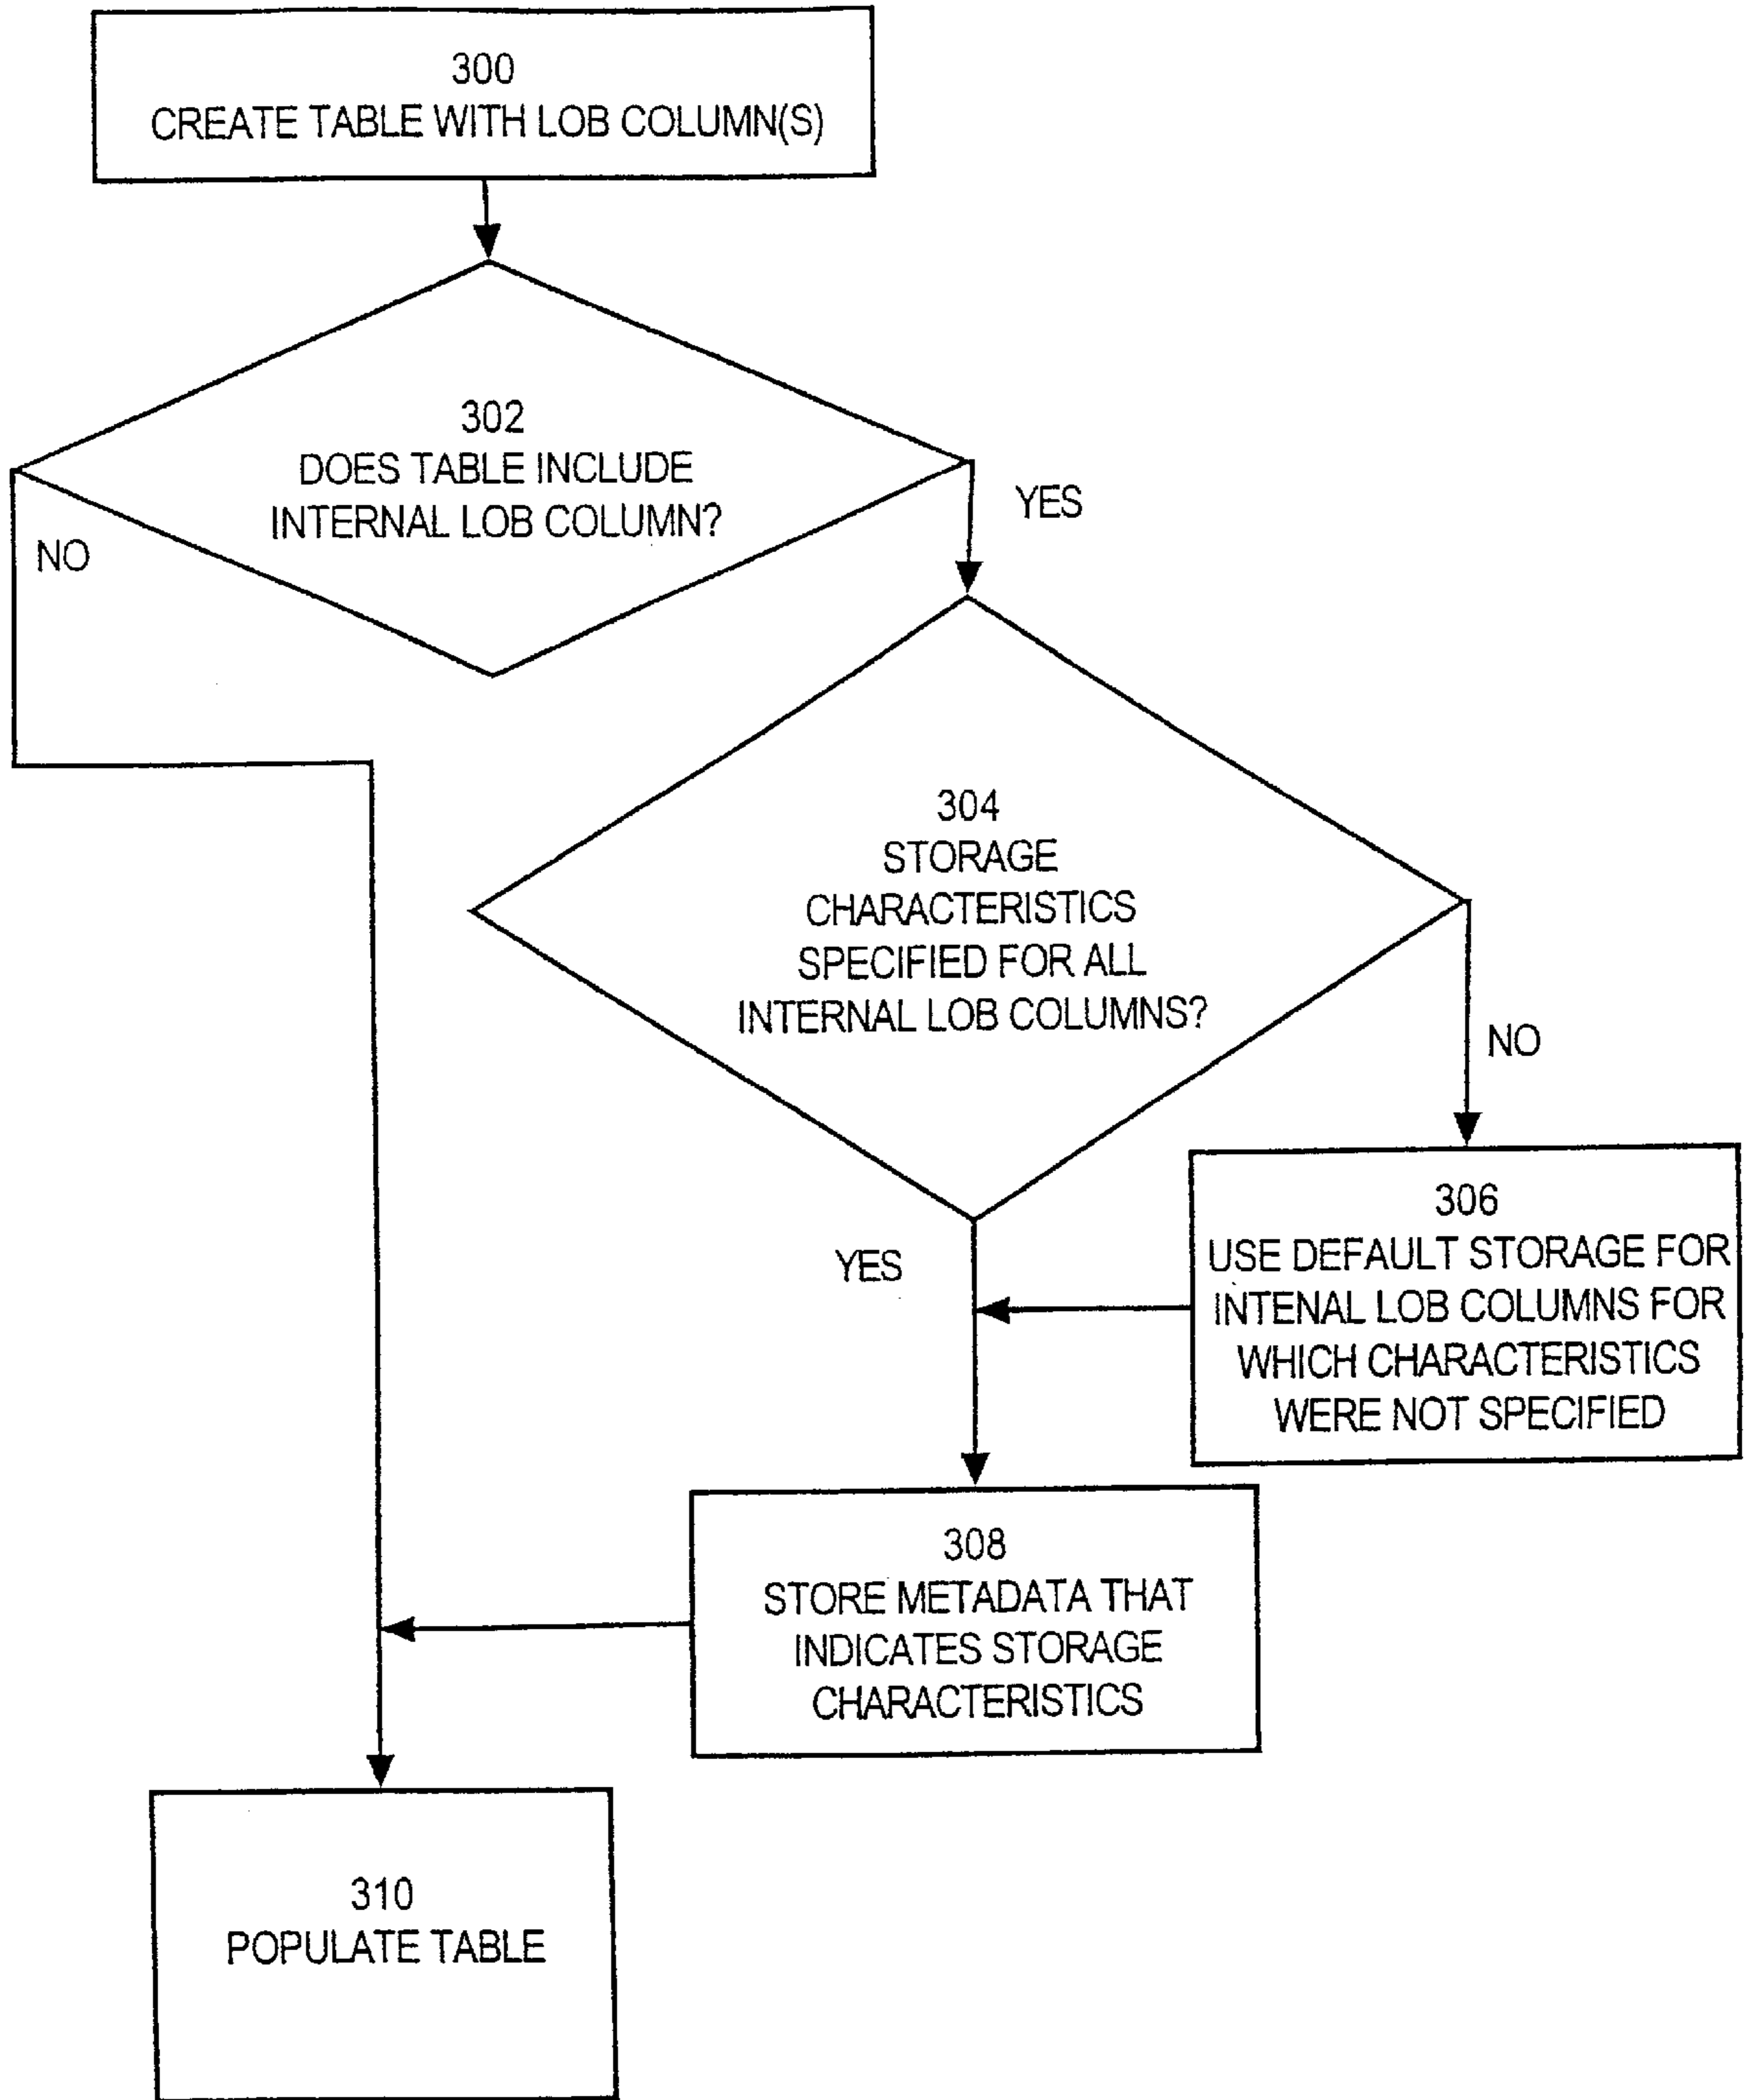 300
CREATE TABLE WITH LOB COLUMN(S)
302
DOES TABLE INCLUDE
INTERNAL LOB COLUMN?
YES
NO
304
STORAGE
CHARACTERISTICS
SPECIFIED FOR ALL
INTERNAL LOB COLUMNS?
NO
YES
306
USE DEFAULT STORAGE FOR
INTENAL LOB COLUMNS FOR
WHICH CHARACTERISTICS
WERE NOT SPECIFIED
308
STORE METADATA THAT
INDICATES STORAGE
CHARACTERISTICS
310
POPULATE TABLE